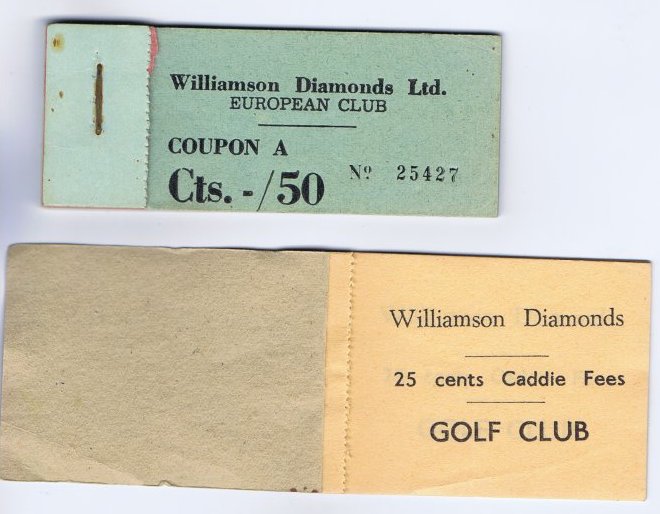 Williamson Diamonds Ltd.
EUROPEAN CLUB
COUPON A
Cts. -/50 Nº 25427
Williamson Diamonds
25 cents Caddie Fees
GOLF CLUB